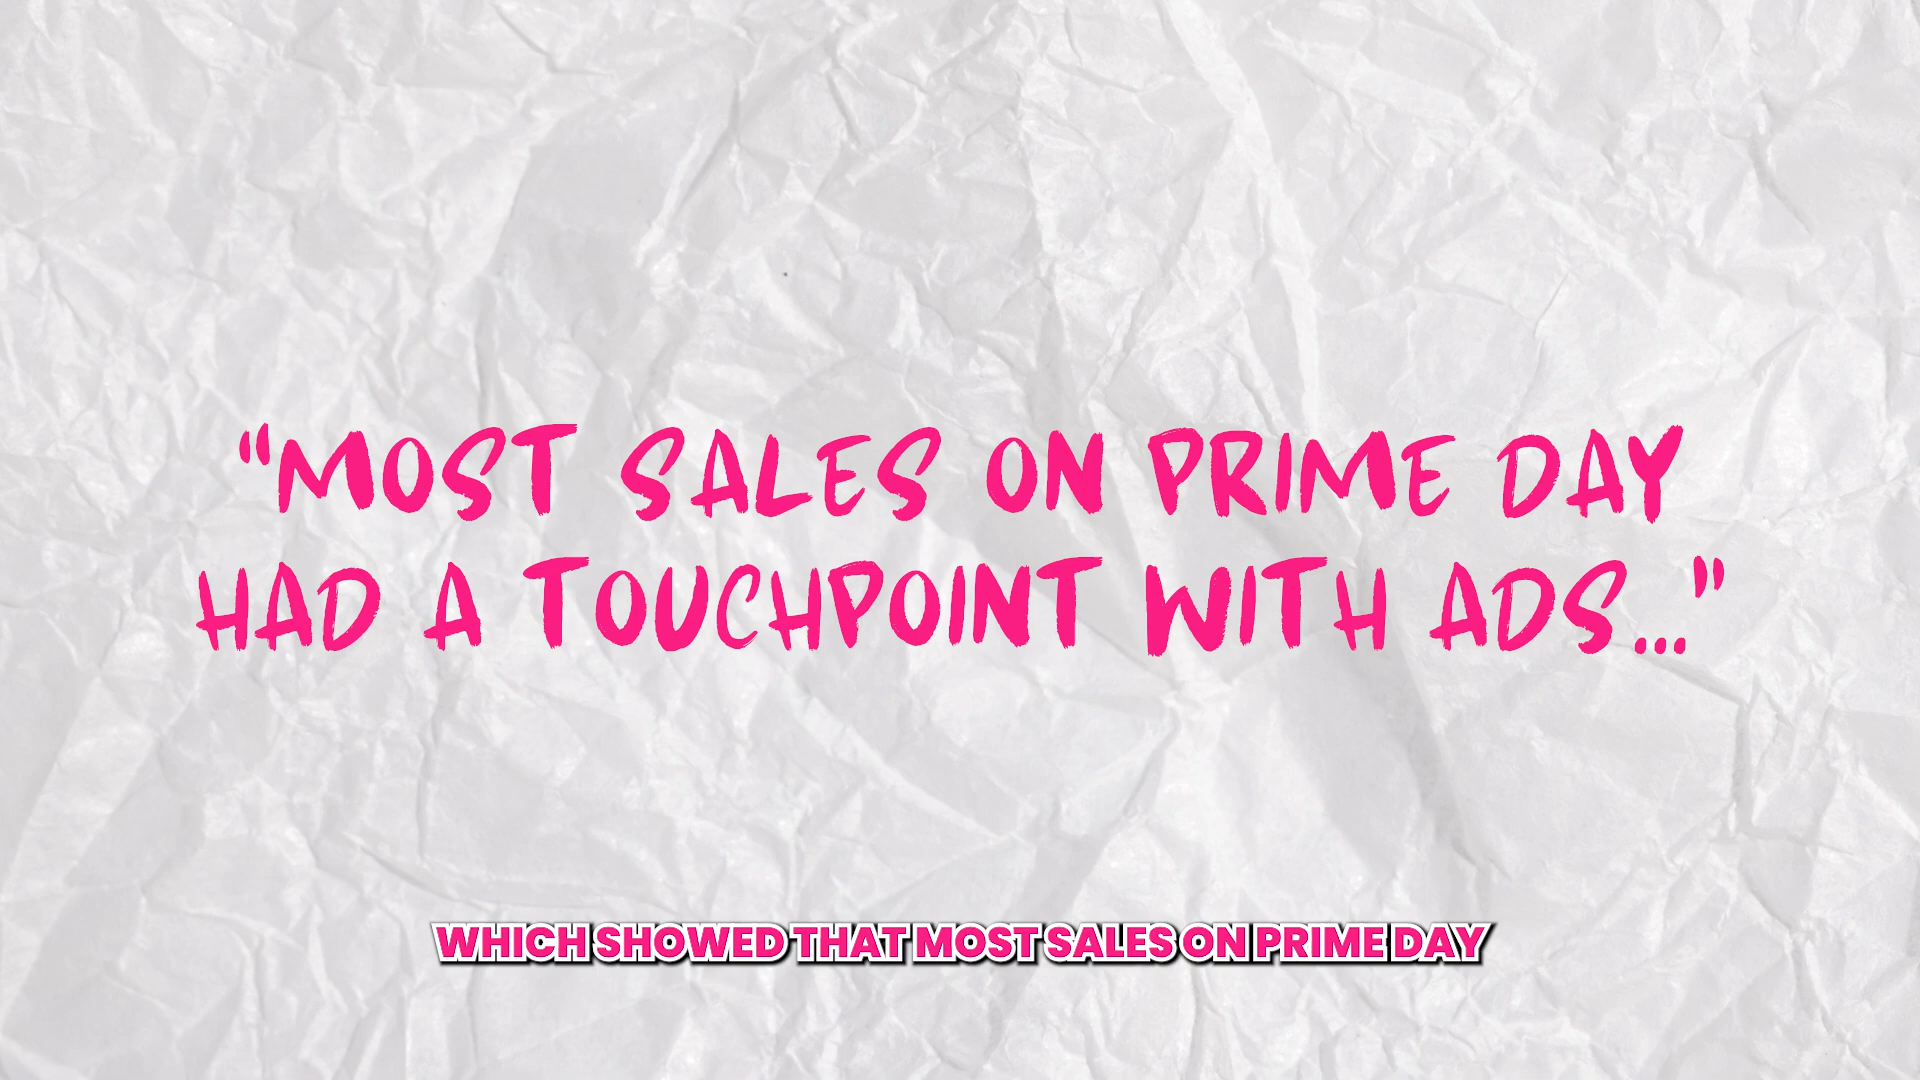 “MOST SALES ON PRIME DAY
HAD A TOUCHPOINT WITH ADS...”
WHICH SHOWED THAT MOST SALES ON PRIME DAY